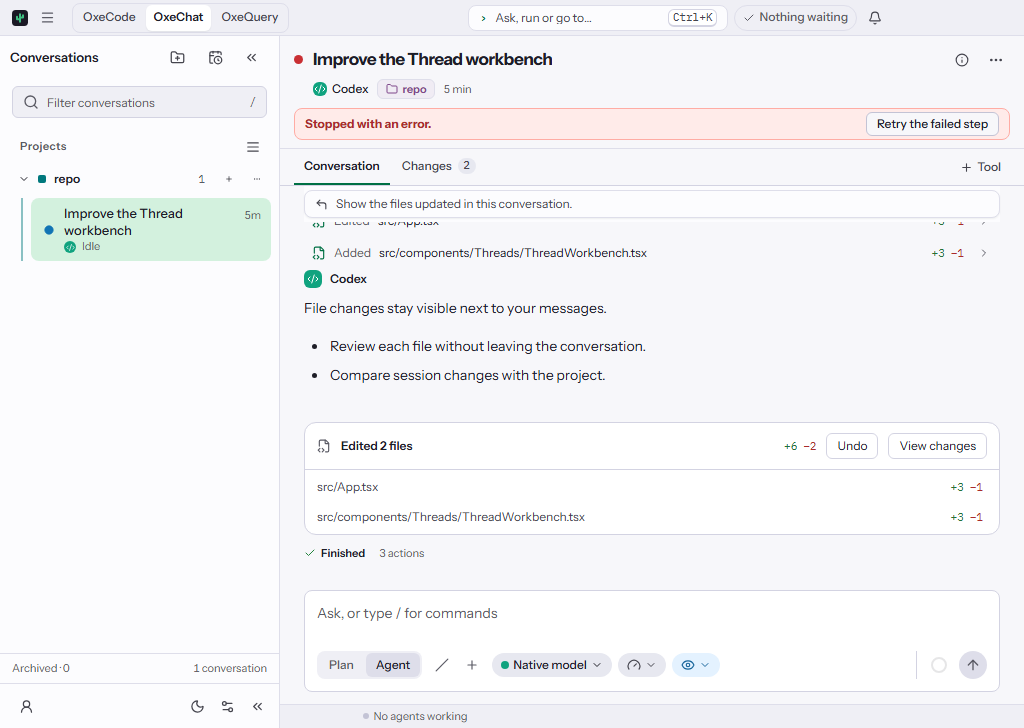 OxeCode OxeChat OxeQuery
› Ask, run or go to... Ctrl+K
Nothing waiting
Conversations
Filter conversations /
Projects
repo 1 + ...
Improve the Thread workbench 5m
Idle
Archived · 0 1 conversation
Improve the Thread workbench
Codex repo 5 min
Stopped with an error. Retry the failed step
Conversation Changes 2 + Tool
Show the files updated in this conversation.
Edited src/App.tsx +3 −1
Added src/components/Threads/ThreadWorkbench.tsx +3 −1
Codex
File changes stay visible next to your messages.
• Review each file without leaving the conversation.
• Compare session changes with the project.
Edited 2 files +6 −2 Undo View changes
src/App.tsx +3 −1
src/components/Threads/ThreadWorkbench.tsx +3 −1
Finished 3 actions
Ask, or type / for commands
Plan Agent Native model
No agents working